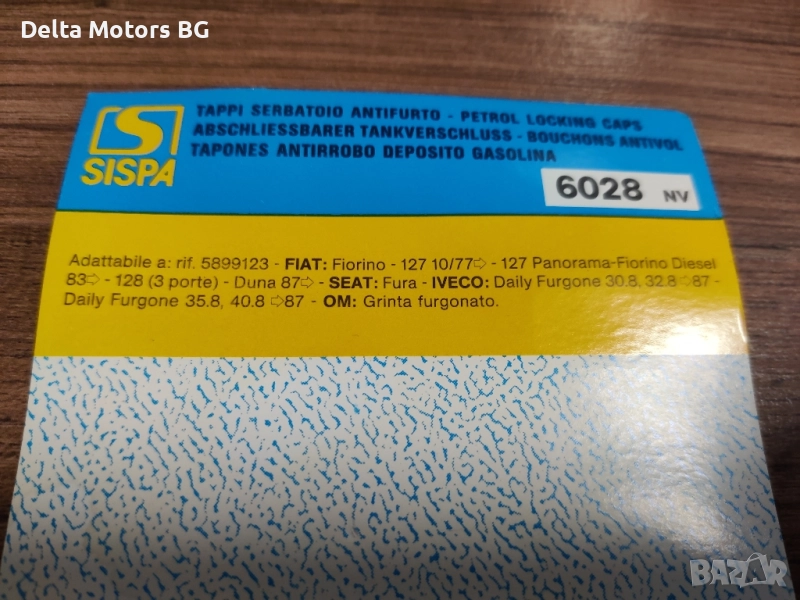 Delta Motors BG
SISPA
TAPPI SERBATOIO ANTIFURTO - PETROL LOCKING CAPS
ABSCHLIESSBARER TANKVERSCHLUSS - BOUCHONS ANTIVOL
TAPONES ANTIRROBO DEPOSITO GASOLINA
6028 NV
Adattabile a: rif. 5899123 - FIAT: Fiorino - 127 10/77⇨ - 127 Panorama-Fiorino Diesel
83⇨ - 128 (3 porte) - Duna 87⇨ - SEAT: Fura - IVECO: Daily Furgone 30.8, 32.8 ⇨87 -
Daily Furgone 35.8, 40.8 ⇨87 - OM: Grinta furgonato.
BAZAR